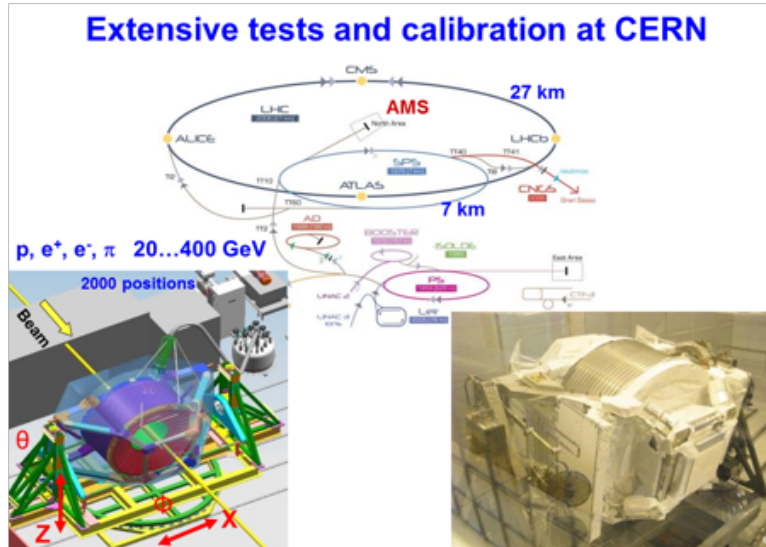 Extensive tests and calibration at CERN
CMS
27 km
LHC
AMS
North Area
ALICE
LHCb
TT40
TT41
SPS
TI8
neutrinos
TI2
TT10
CNGS
ATLAS
Gran Sasso
TT60
7 km
AD
TT2
BOOSTER
ISOLDE
p, e⁺, e⁻, π 20...400 GeV
East Area
2000 positions
PS
LINAC 2
CTF3
LINAC 3
Ions
LEIR
Beam
θ
Φ
Z
X